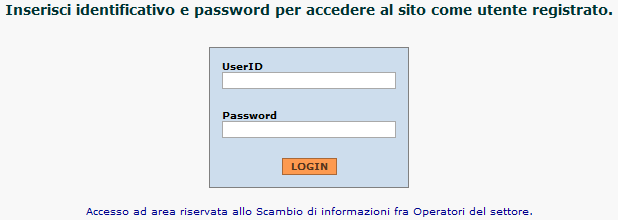 Inserisci identificativo e password per accedere al sito come utente registrato.
UserID
Password
LOGIN
Accesso ad area riservata allo Scambio di informazioni fra Operatori del settore.